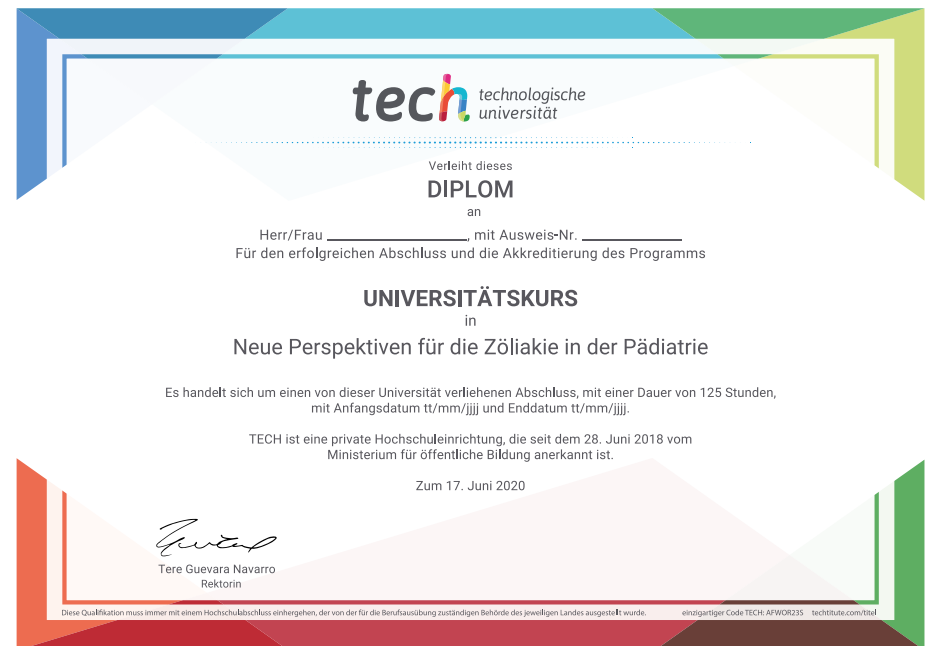 tech technologische
universität
Verleiht dieses
DIPLOM
an
Herr/Frau __________________, mit Ausweis-Nr. _____________
Für den erfolgreichen Abschluss und die Akkreditierung des Programms
UNIVERSITÄTSKURS
in
Neue Perspektiven für die Zöliakie in der Pädiatrie
Es handelt sich um einen von dieser Universität verliehenen Abschluss, mit einer Dauer von 125 Stunden,
mit Anfangsdatum tt/mm/jjjj und Enddatum tt/mm/jjjj.
TECH ist eine private Hochschuleinrichtung, die seit dem 28. Juni 2018 vom
Ministerium für öffentliche Bildung anerkannt ist.
Zum 17. Juni 2020
Tere Guevara Navarro
Rektorin
Diese Qualifikation muss immer mit einem Hochschulabschluss einhergehen, der von der für die Berufsausübung zuständigen Behörde des jeweiligen Landes ausgestellt wurde. einzigartiger Code TECH: AFWOR23S techtitute.com/titel